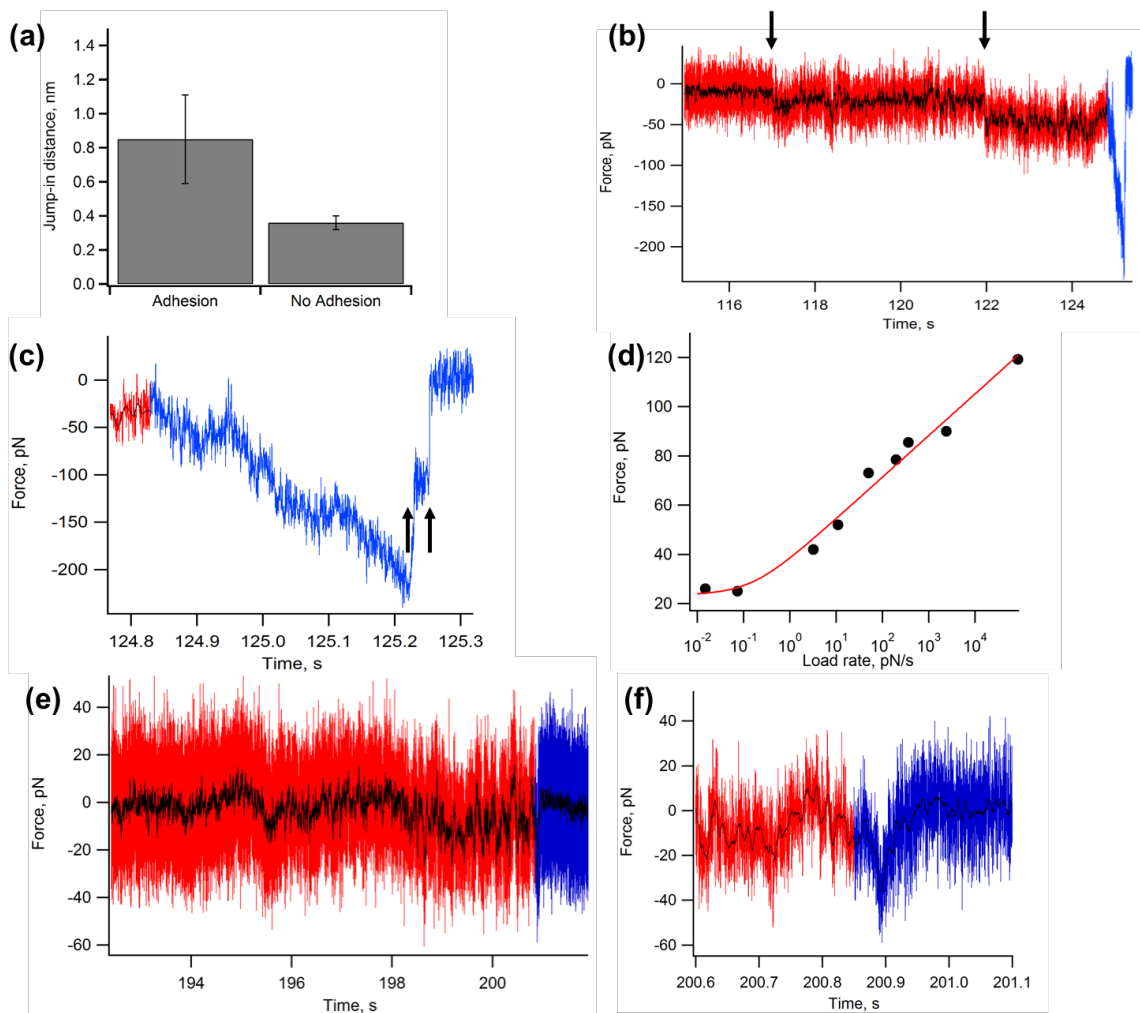 (a)
1.4
1.2
1.0
0.8
0.6
0.4
0.2
0.0
Jump-in distance, nm
Adhesion No Adhesion
(b)
0
-50
-100
-150
-200
Force, pN
116 118 120 122 124
Time, s
(c)
0
-50
-100
-150
-200
Force, pN
124.8 124.9 125.0 125.1 125.2 125.3
Time, s
(d)
120
100
80
60
40
20
Force, pN
10⁻² 10⁻¹ 10⁰ 10¹ 10² 10³ 10⁴
Load rate, pN/s
(e)
40
20
0
-20
-40
-60
Force, pN
194 196 198 200
Time, s
(f)
40
20
0
-20
-40
-60
Force, pN
200.6 200.7 200.8 200.9 201.0 201.1
Time, s